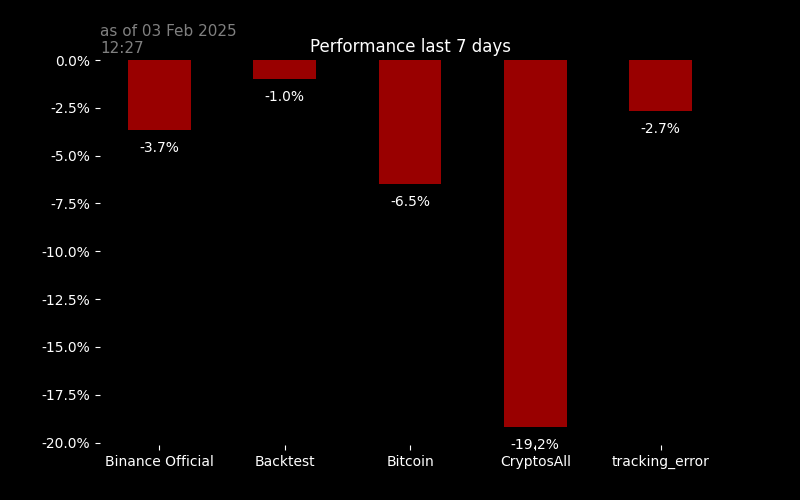 as of 03 Feb 2025
12:27
Performance last 7 days
0.0%
-2.5%
-5.0%
-7.5%
-10.0%
-12.5%
-15.0%
-17.5%
-20.0%
-3.7%
-1.0%
-6.5%
-19.2%
-2.7%
Binance Official
Backtest
Bitcoin
CryptosAll
tracking_error